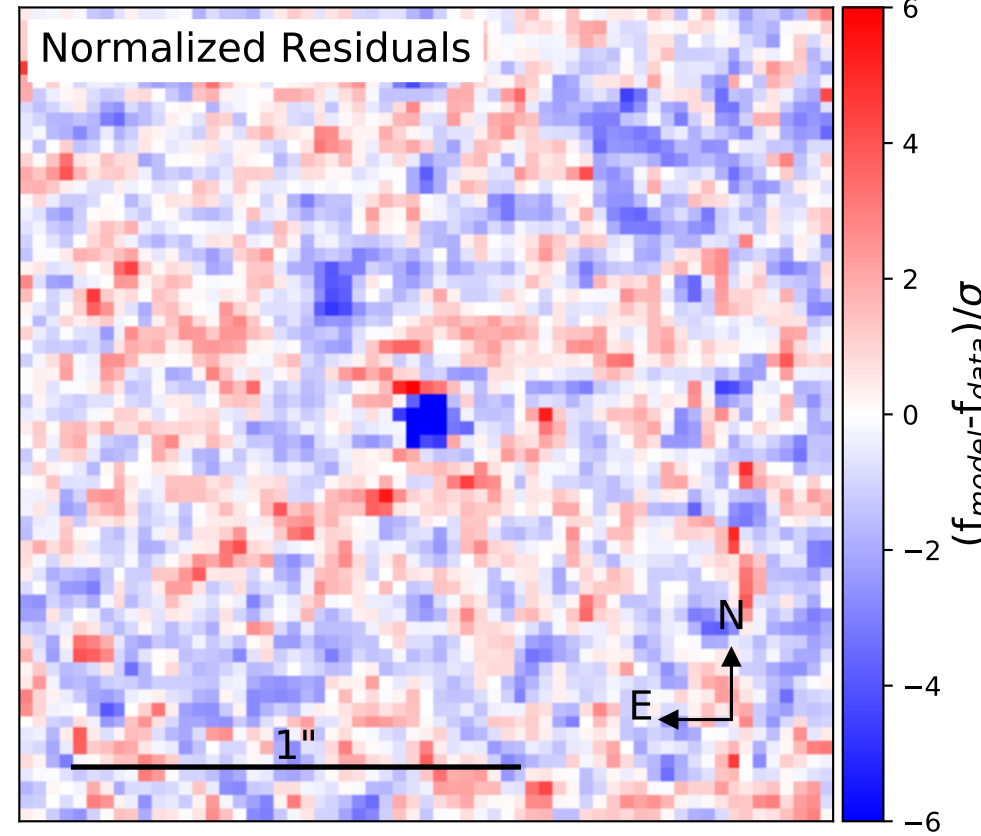 Normalized Residuals
6
4
2
0
−2
−4
−6
(f_model-f_data)/σ
N
E
1"